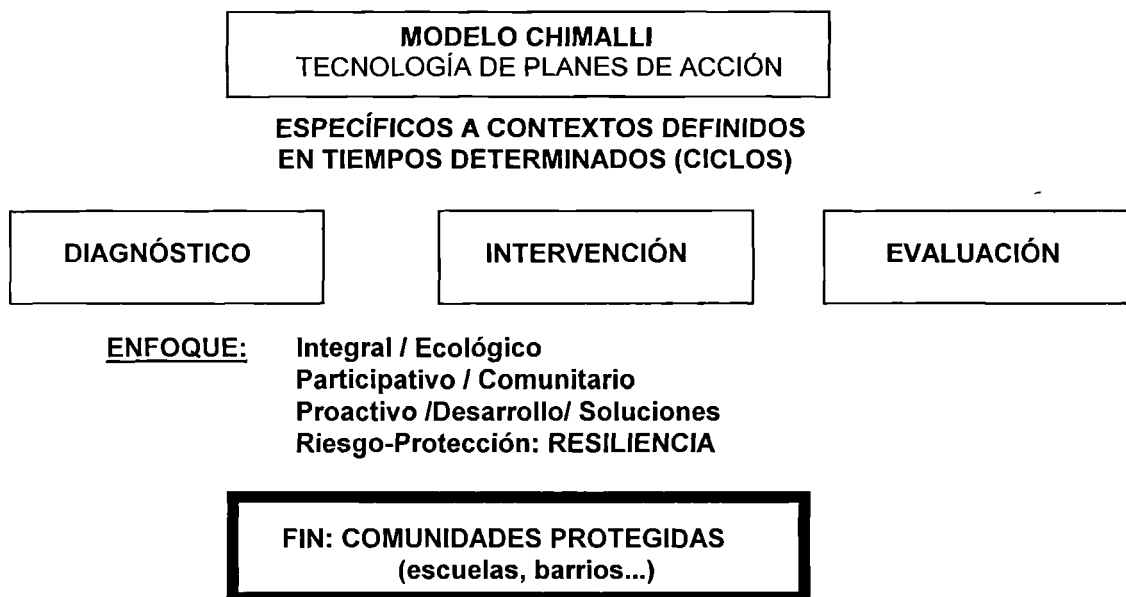 MODELO CHIMALLI
TECNOLOGÍA DE PLANES DE ACCIÓN
ESPECÍFICOS A CONTEXTOS DEFINIDOS
EN TIEMPOS DETERMINADOS (CICLOS)
DIAGNÓSTICO INTERVENCIÓN EVALUACIÓN
ENFOQUE: Integral / Ecológico
Participativo / Comunitario
Proactivo /Desarrollo/ Soluciones
Riesgo-Protección: RESILIENCIA
FIN: COMUNIDADES PROTEGIDAS
(escuelas, barrios...)